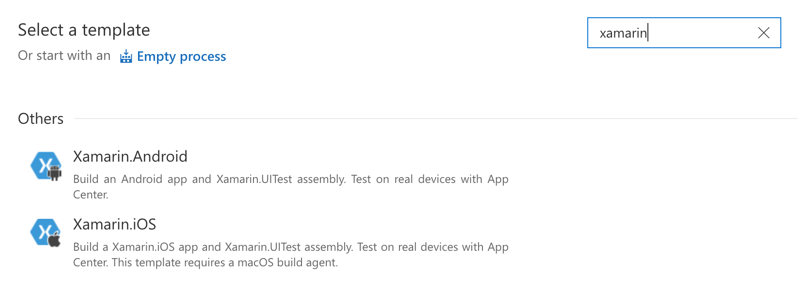 Select a template
xamarin
Or start with an Empty process
Others
Xamarin.Android
Build an Android app and Xamarin.UITest assembly. Test on real devices with App
Center.
Xamarin.iOS
Build a Xamarin.iOS app and Xamarin.UITest assembly. Test on real devices with App
Center. This template requires a macOS build agent.